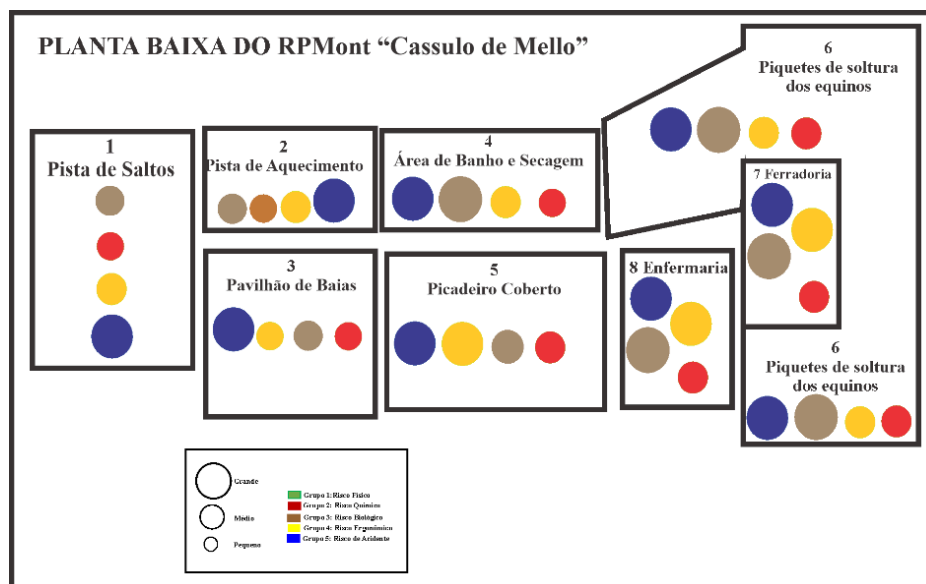 PLANTA BAIXA DO RPMont “Cassulo de Mello”
6
Piquetes de soltura
dos equinos
1
Pista de Saltos
2
Pista de Aquecimento
4
Área de Banho e Secagem
7 Ferradoria
3
Pavilhão de Baias
5
Picadeiro Coberto
8 Enfermaria
6
Piquetes de soltura
dos equinos
Grande
Medio
Pequeno
Grupo 1: Risco Físico
Grupo 2: Risco Químico
Grupo 3: Risco Biológico
Grupo 4: Risco Ergonômico
Grupo 5: Risco de Acidente